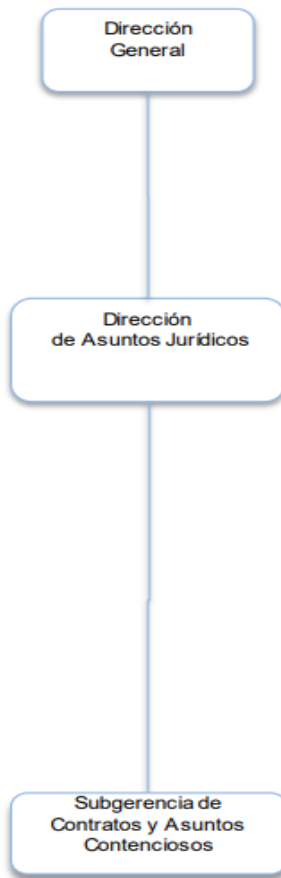 Dirección
General
Dirección
de Asuntos Jurídicos
Subgerencia de
Contratos y Asuntos
Contenciosos